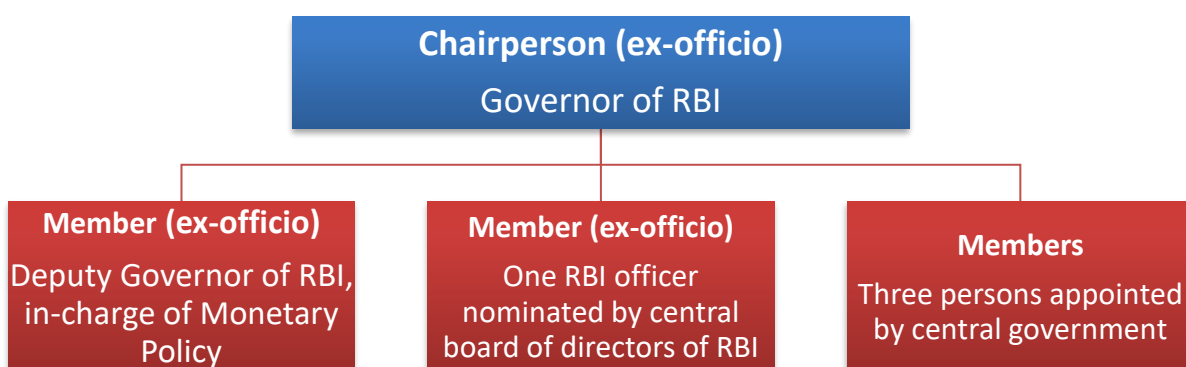 Chairperson (ex-officio)
Governor of RBI
Member (ex-officio)
Deputy Governor of RBI,
in-charge of Monetary
Policy
Member (ex-officio)
One RBI officer
nominated by central
board of directors of RBI
Members
Three persons appointed
by central government